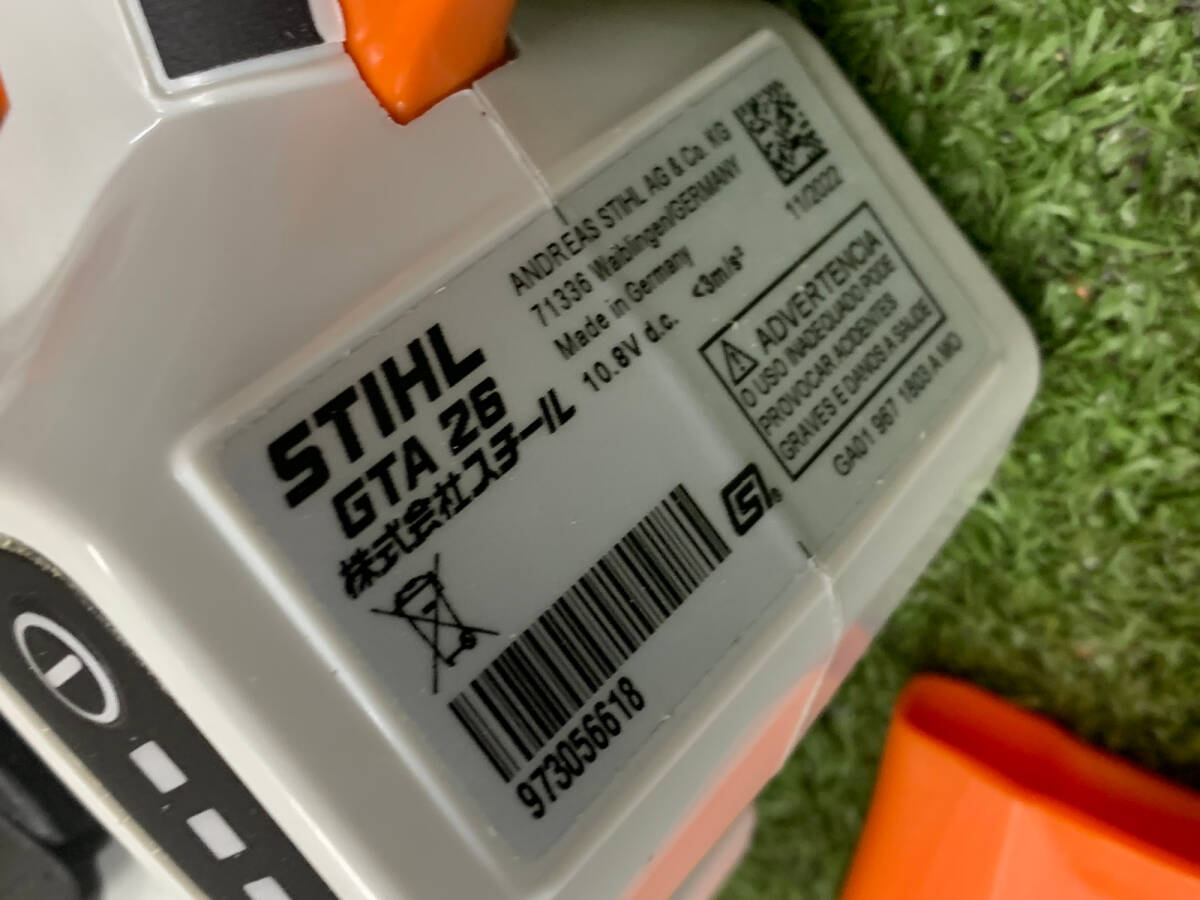 STIHL
GTA 26
株式会社スチール
ANDREAS STIHL AG & Co. KG
71336 Waiblingen/GERMANY
Made in Germany
10.8V d.c.
<3m/s²
11/2022
ADVERTENCIA
O USO INADEQUADO PODE
PROVOCAR ACIDENTES
GRAVES E DANOS A SAUDE
GA01 967 1803 A MO
973056618